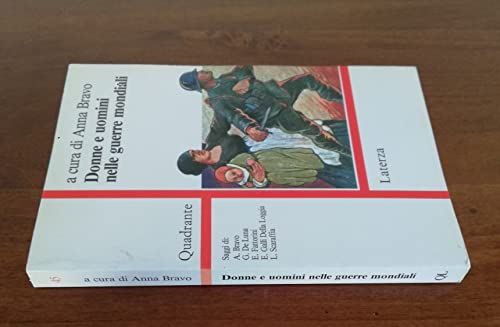 a cura di Anna Bravo
Donne e uomini
nelle guerre mondiali
Laterza
Quadrante
Saggi di:
A. Bravo
G. De Luna
E. Fattorini
E. Galli Della Loggia
L. Scaraffia
a cura di Anna Bravo
Donne e uomini nelle guerre mondiali